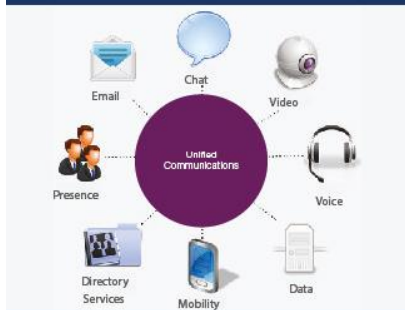 Chat
Email
Video
Unified
Communications
Presence
Voice
Directory
Services
Data
Mobility